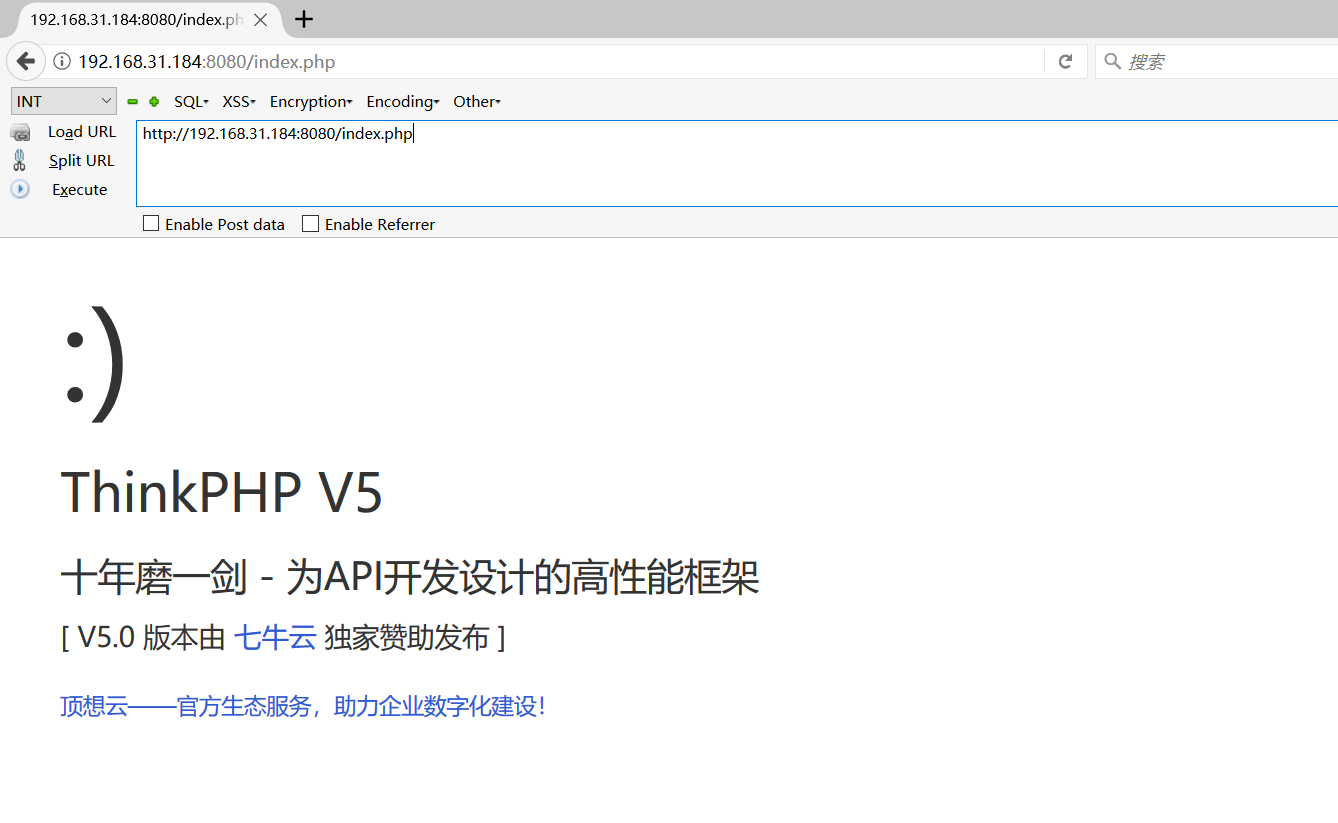 192.168.31.184:8080/index.ph
192.168.31.184:8080/index.php
搜索
INT
SQL
XSS
Encryption
Encoding
Other
Load URL
http://192.168.31.184:8080/index.php
Split URL
Execute
Enable Post data
Enable Referrer
:)
ThinkPHP V5
十年磨一剑 - 为API开发设计的高性能框架
[ V5.0 版本由 七牛云 独家赞助发布 ]
顶想云——官方生态服务，助力企业数字化建设！